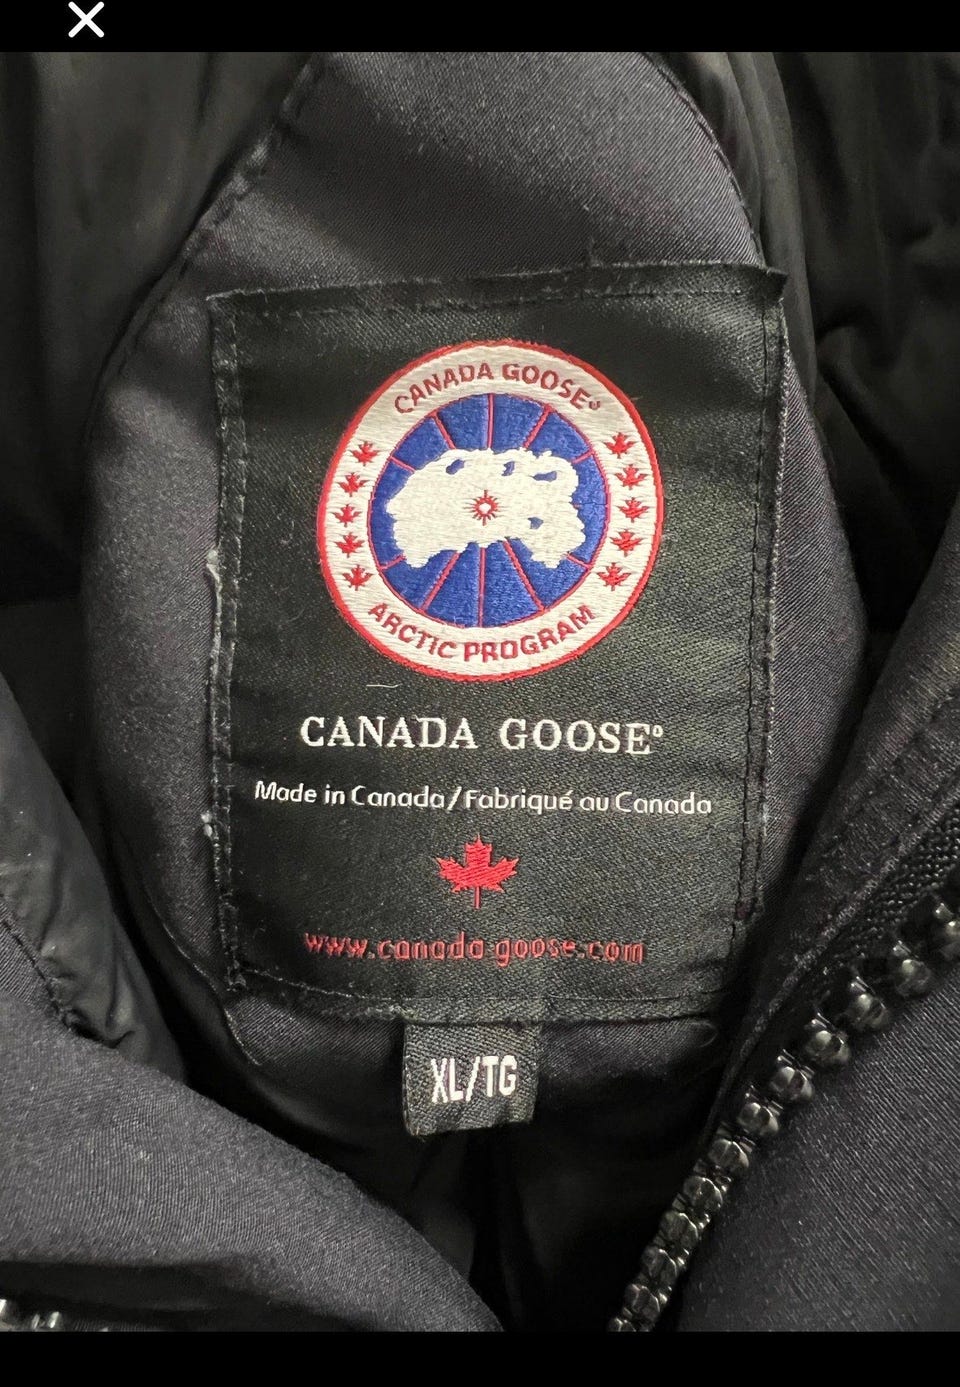 CANADA GOOSE®
ARCTIC PROGRAM
CANADA GOOSE®
Made in Canada/Fabriqué au Canada
www.canada goose.com
XL/TG